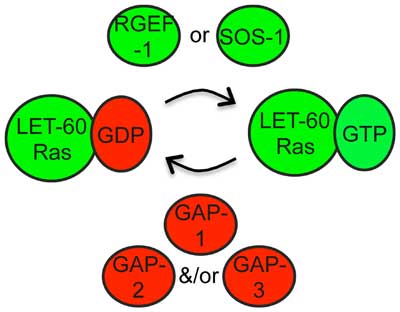 RGEF
-1
or
SOS-1
LET-60
Ras
GDP
LET-60
Ras
GTP
GAP-
1
GAP-
2
&/or
GAP-
3